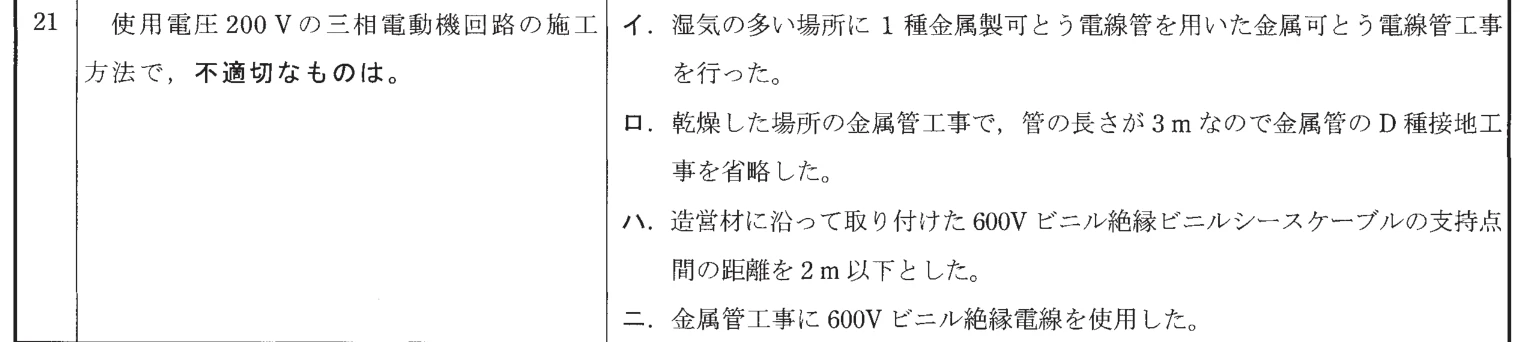 21
使用電圧 200 V の三相電動機回路の施工
方法で，不適切なものは。
イ．湿気の多い場所に 1 種金属製可とう電線管を用いた金属可とう電線管工事
を行った。
ロ．乾燥した場所の金属管工事で，管の長さが 3 m なので金属管の D 種接地工
事を省略した。
ハ．造営材に沿って取り付けた 600V ビニル絶縁ビニルシースケーブルの支持点
間の距離を 2 m 以下とした。
ニ．金属管工事に 600V ビニル絶縁電線を使用した。